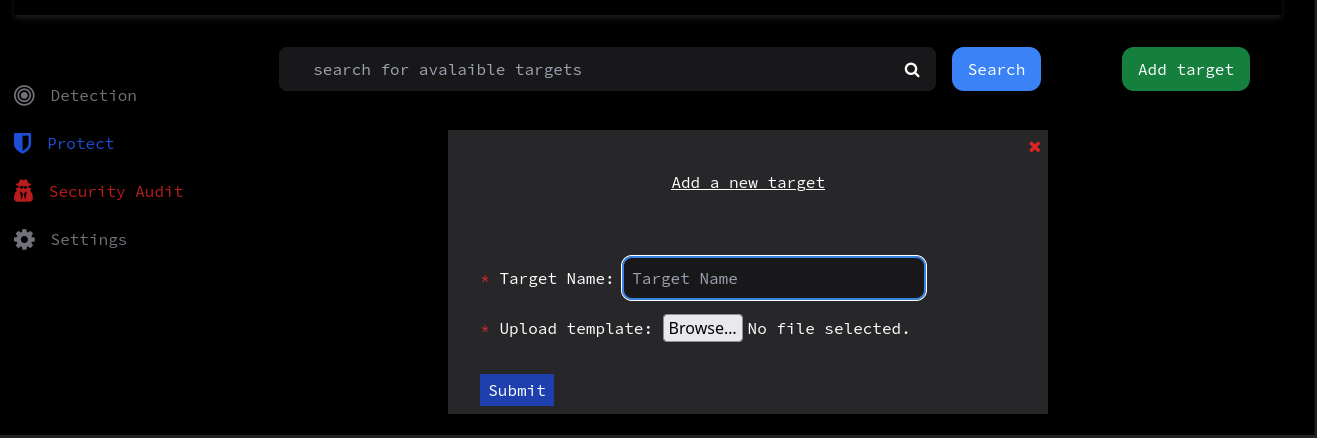 search for avalaible targets
Search
Add target
Detection
Protect
Security Audit
Settings
Add a new target
* Target Name: Target Name
* Upload template: Browse... No file selected.
Submit